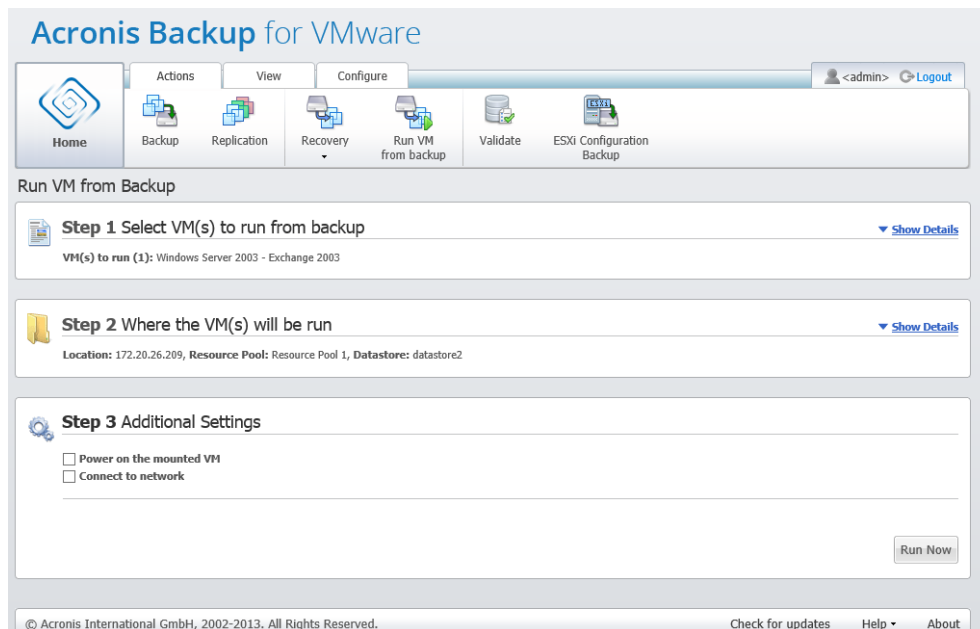 Acronis Backup for VMware
Actions
View
Configure
<admin>
Logout
Home
Backup
Replication
Recovery
Run VM
from backup
Validate
ESXi
ESXi Configuration
Backup
Run VM from Backup
Step 1 Select VM(s) to run from backup
Show Details
VM(s) to run (1): Windows Server 2003 - Exchange 2003
Step 2 Where the VM(s) will be run
Show Details
Location: 172.20.26.209, Resource Pool: Resource Pool 1, Datastore: datastore2
Step 3 Additional Settings
Power on the mounted VM
Connect to network
Run Now
© Acronis International GmbH, 2002-2013. All Rights Reserved.
Check for updates
Help
About